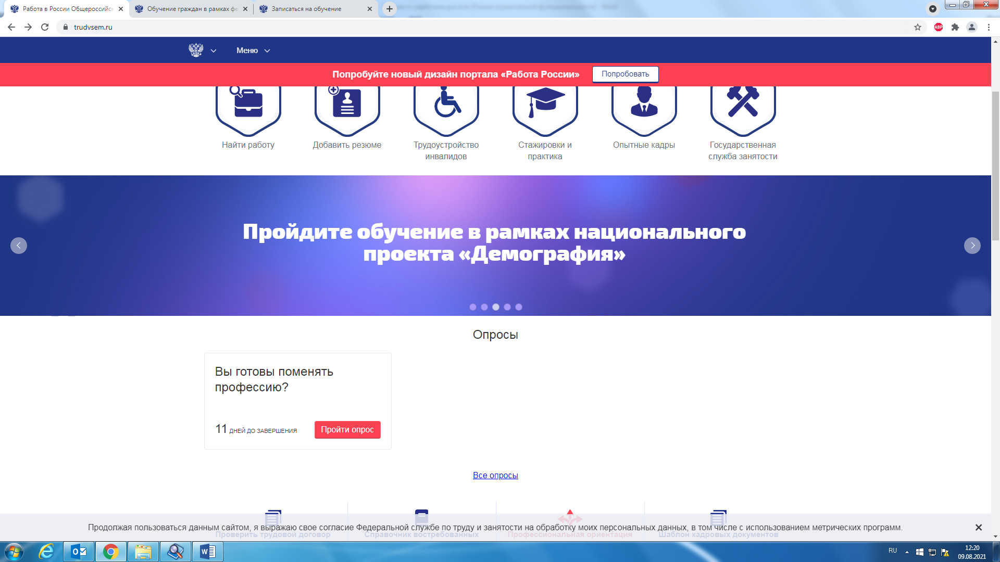 Работа в России Общероссийск
Обучение граждан в рамках фе
Записаться на обучение
trudvsem.ru
ABP
Меню
Попробуйте новый дизайн портала «Работа России»
Попробовать
Найти работу
Добавить резюме
Трудоустройство
инвалидов
Стажировки и
практика
Опытные кадры
Государственная
служба занятости
Пройдите обучение в рамках национального
проекта «Демография»
Опросы
Вы готовы поменять
профессию?
11 ДНЕЙ ДО ЗАВЕРШЕНИЯ
Пройти опрос
Все опросы
Продолжая пользоваться данным сайтом, я выражаю свое согласие Федеральной службе по труду и занятости на обработку моих персональных данных, в том числе с использованием метрических программ.
Проверить трудовой договор
Справочник востребованных
Профессиональная ориентация
Шаблон кадровых документов
RU
12:20
09.08.2021